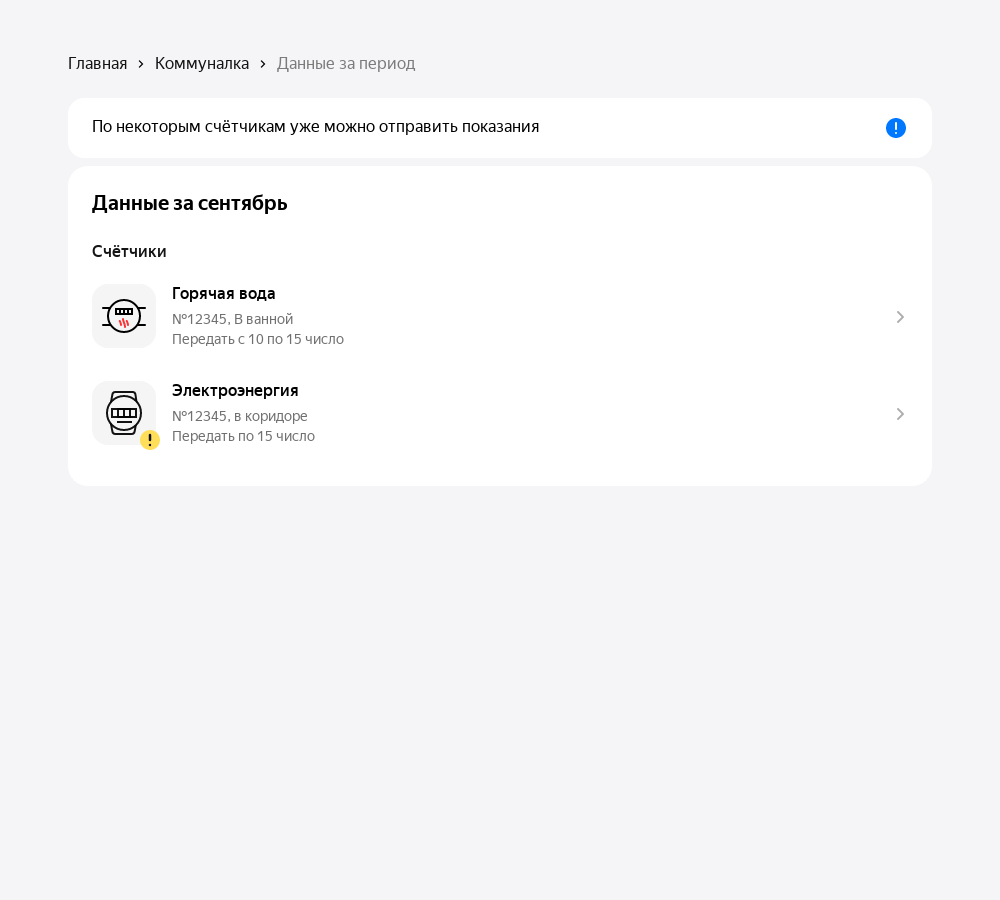 Главная › Коммуналка › Данные за период
По некоторым счётчикам уже можно отправить показания
Данные за сентябрь
Счётчики
Горячая вода
№12345, В ванной
Передать с 10 по 15 число
Электроэнергия
№12345, в коридоре
Передать по 15 число